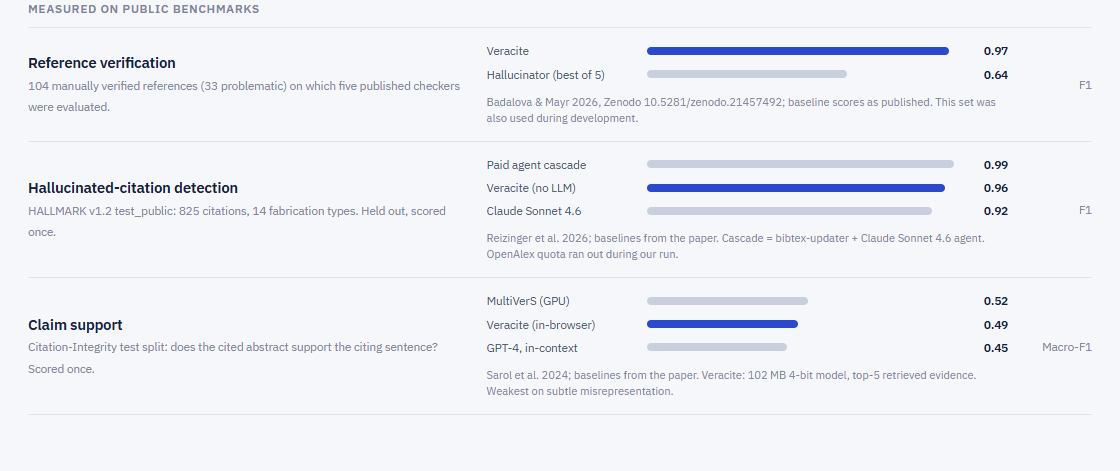 MEASURED ON PUBLIC BENCHMARKS
Reference verification
104 manually verified references (33 problematic) on which five published checkers
were evaluated.
Veracite 0.97
Hallucinator (best of 5) 0.64
Badalova & Mayr 2026, Zenodo 10.5281/zenodo.21457492; baseline scores as published. This set was
also used during development.
F1
Hallucinated-citation detection
HALLMARK v1.2 test_public: 825 citations, 14 fabrication types. Held out, scored
once.
Paid agent cascade 0.99
Veracite (no LLM) 0.96
Claude Sonnet 4.6 0.92
Reizinger et al. 2026; baselines from the paper. Cascade = bibtex-updater + Claude Sonnet 4.6 agent.
OpenAlex quota ran out during our run.
F1
Claim support
Citation-Integrity test split: does the cited abstract support the citing sentence?
Scored once.
MultiVerS (GPU) 0.52
Veracite (in-browser) 0.49
GPT-4, in-context 0.45
Sarol et al. 2024; baselines from the paper. Veracite: 102 MB 4-bit model, top-5 retrieved evidence.
Weakest on subtle misrepresentation.
Macro-F1